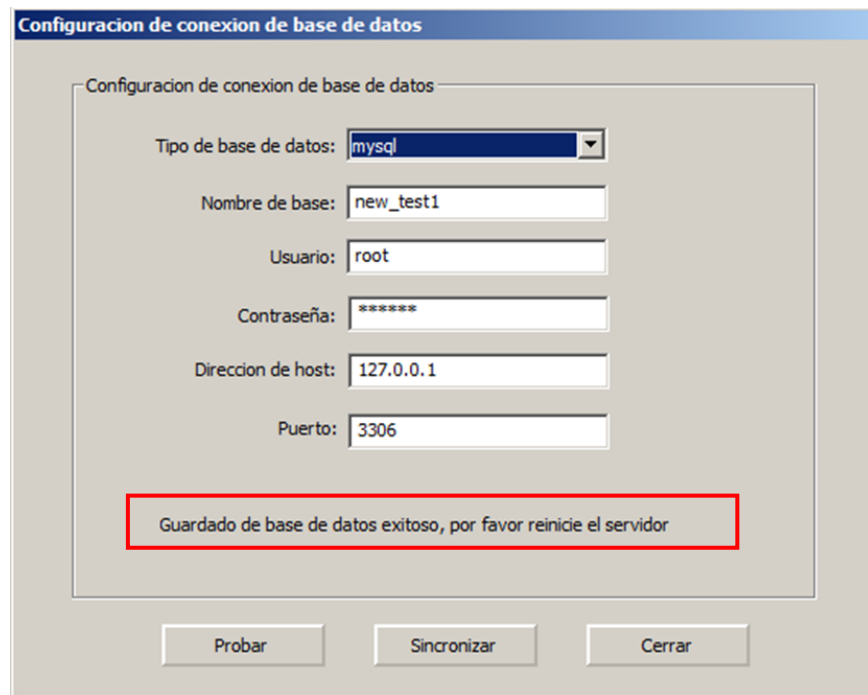 Configuracion de conexion de base de datos
Configuracion de conexion de base de datos
Tipo de base de datos: mysql
Nombre de base: new_test1
Usuario: root
Contraseña: ******
Direccion de host: 127.0.0.1
Puerto: 3306
Guardado de base de datos exitoso, por favor reinicie el servidor
Probar Sincronizar Cerrar